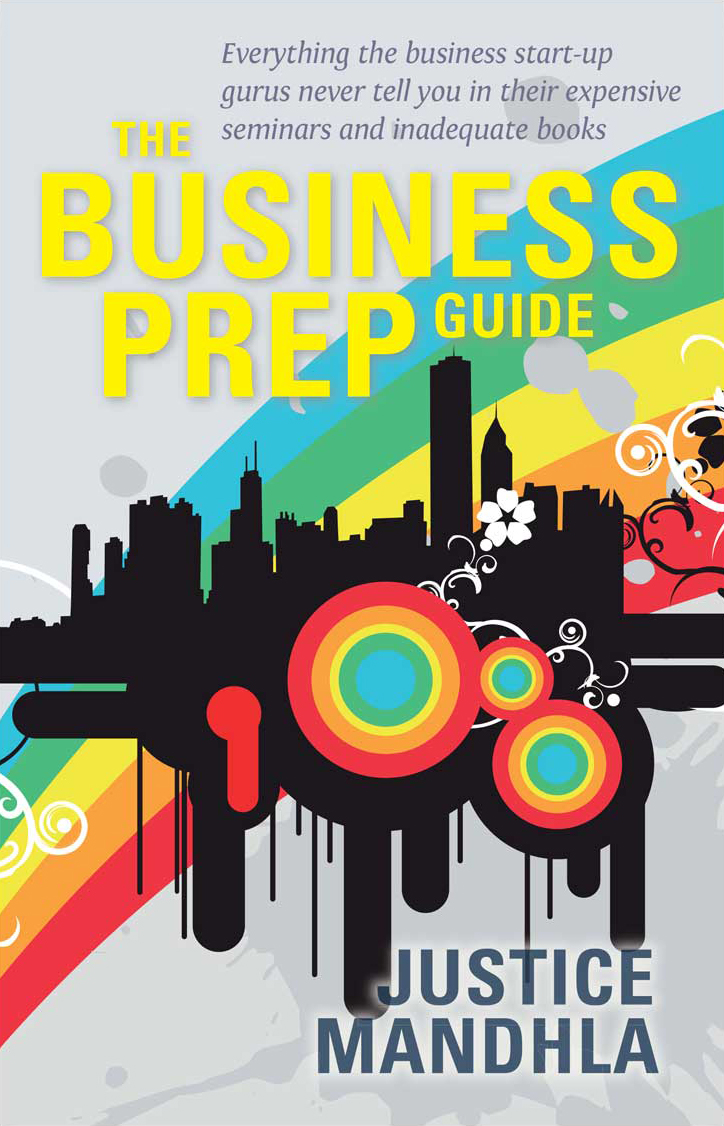 Everything the business start-up
gurus never tell you in their expensive
seminars and inadequate books
THE
BUSINESS
PREP GUIDE
JUSTICE
MANDHLA